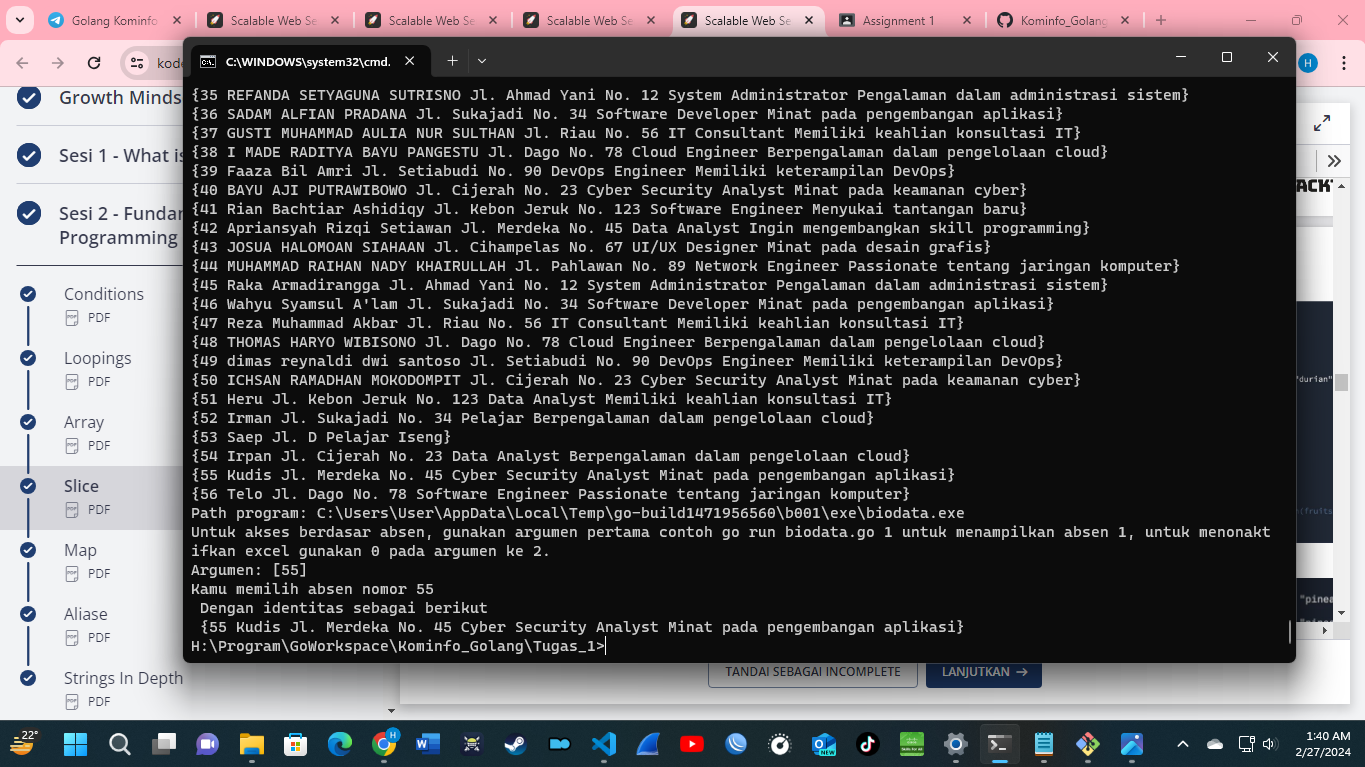 Golang Kominfo
Scalable Web Se
Scalable Web Se
Scalable Web Se
Scalable Web Se
Assignment 1
Kominfo_Golang
kode
H
C:\WINDOWS\system32\cmd.
Growth Minds
Sesi 1 - What is
Sesi 2 - Fundar
Programming
Conditions
PDF
Loopings
PDF
Array
PDF
Slice
PDF
Map
PDF
Aliase
PDF
Strings In Depth
PDF
{35 REFANDA SETYAGUNA SUTRISNO Jl. Ahmad Yani No. 12 System Administrator Pengalaman dalam administrasi sistem}
{36 SADAM ALFIAN PRADANA Jl. Sukajadi No. 34 Software Developer Minat pada pengembangan aplikasi}
{37 GUSTI MUHAMMAD AULIA NUR SULTHAN Jl. Riau No. 56 IT Consultant Memiliki keahlian konsultasi IT}
{38 I MADE RADITYA BAYU PANGESTU Jl. Dago No. 78 Cloud Engineer Berpengalaman dalam pengelolaan cloud}
{39 Faaza Bil Amri Jl. Setiabudi No. 90 DevOps Engineer Memiliki keterampilan DevOps}
{40 BAYU AJI PUTRAWIBOWO Jl. Cijerah No. 23 Cyber Security Analyst Minat pada keamanan cyber}
{41 Rian Bachtiar Ashidiqy Jl. Kebon Jeruk No. 123 Software Engineer Menyukai tantangan baru}
{42 Apriansyah Rizqi Setiawan Jl. Merdeka No. 45 Data Analyst Ingin mengembangkan skill programming}
{43 JOSUA HALOMOAN SIAHAAN Jl. Cihampelas No. 67 UI/UX Designer Minat pada desain grafis}
{44 MUHAMMAD RAIHAN NADY KHAIRULLAH Jl. Pahlawan No. 89 Network Engineer Passionate tentang jaringan komputer}
{45 Raka Armadirangga Jl. Ahmad Yani No. 12 System Administrator Pengalaman dalam administrasi sistem}
{46 Wahyu Syamsul A'lam Jl. Sukajadi No. 34 Software Developer Minat pada pengembangan aplikasi}
{47 Reza Muhammad Akbar Jl. Riau No. 56 IT Consultant Memiliki keahlian konsultasi IT}
{48 THOMAS HARYO WIBISONO Jl. Dago No. 78 Cloud Engineer Berpengalaman dalam pengelolaan cloud}
{49 dimas reynaldi dwi santoso Jl. Setiabudi No. 90 DevOps Engineer Memiliki keterampilan DevOps}
{50 ICHSAN RAMADHAN MOKODOMPIT Jl. Cijerah No. 23 Cyber Security Analyst Minat pada keamanan cyber}
{51 Heru Jl. Kebon Jeruk No. 123 Data Analyst Memiliki keahlian konsultasi IT}
{52 Irman Jl. Sukajadi No. 34 Pelajar Berpengalaman dalam pengelolaan cloud}
{53 Saep Jl. D Pelajar Iseng}
{54 Irpan Jl. Cijerah No. 23 Data Analyst Berpengalaman dalam pengelolaan cloud}
{55 Kudis Jl. Merdeka No. 45 Cyber Security Analyst Minat pada pengembangan aplikasi}
{56 Telo Jl. Dago No. 78 Software Engineer Passionate tentang jaringan komputer}
Path program: C:\Users\User\AppData\Local\Temp\go-build1471956560\b001\exe\biodata.exe
Untuk akses berdasar absen, gunakan argumen pertama contoh go run biodata.go 1 untuk menampilkan absen 1, untuk menonakt
ifkan excel gunakan 0 pada argumen ke 2.
Argumen: [55]
Kamu memilih absen nomor 55
Dengan identitas sebagai berikut
{55 Kudis Jl. Merdeka No. 45 Cyber Security Analyst Minat pada pengembangan aplikasi}
H:\Program\GoWorkspace\Kominfo_Golang\Tugas_1>
"durian"
"pinea
TANDAI SEBAGAI INCOMPLETE
LANJUTKAN
22°
H
NEW
1:40 AM
2/27/2024